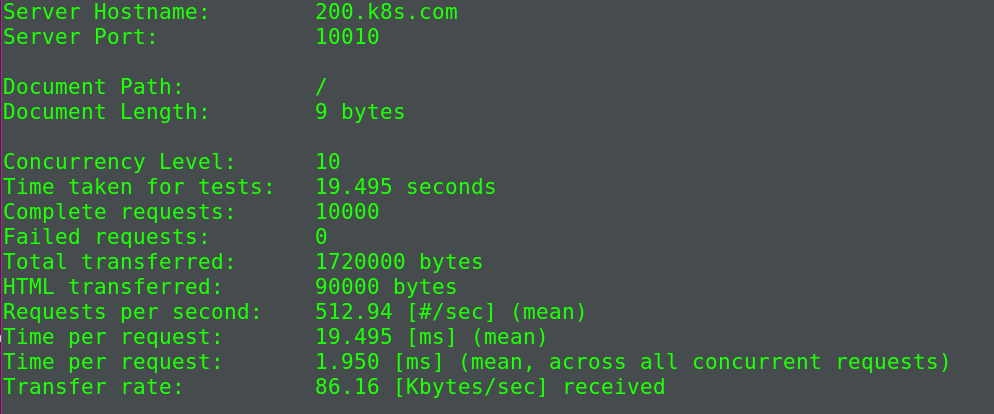 Server Hostname:        200.k8s.com
Server Port:            10010
Document Path:          /
Document Length:        9 bytes
Concurrency Level:      10
Time taken for tests:   19.495 seconds
Complete requests:      10000
Failed requests:        0
Total transferred:      1720000 bytes
HTML transferred:       90000 bytes
Requests per second:    512.94 [#/sec] (mean)
Time per request:       19.495 [ms] (mean)
Time per request:       1.950 [ms] (mean, across all concurrent requests)
Transfer rate:          86.16 [Kbytes/sec] received